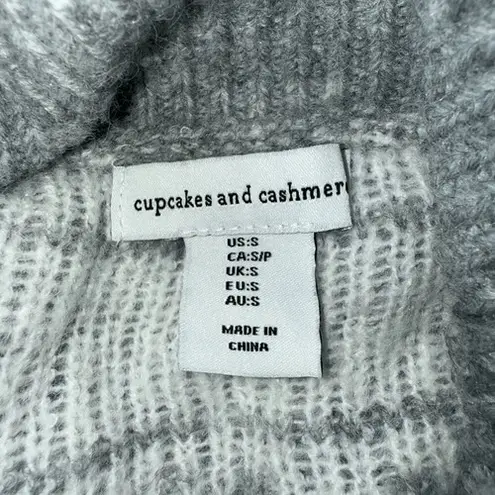 cupcakes and cashmere
US:S
CA:S/P
UK:S
EU:S
AU:S
MADE IN
CHINA